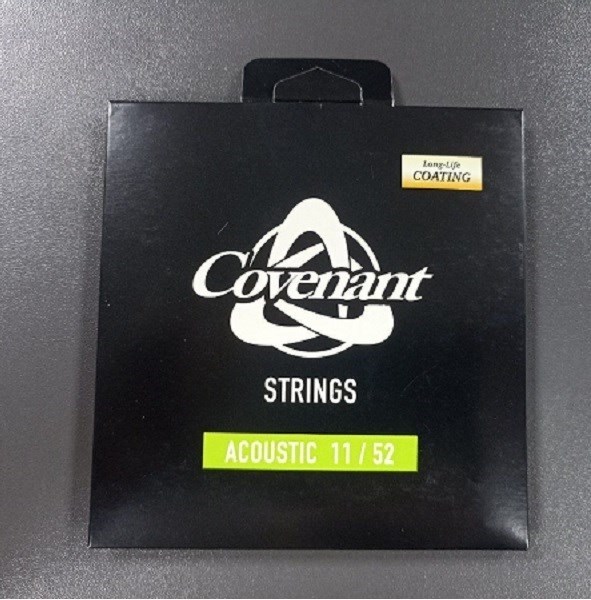 Long-Life
COATING
Covenant
STRINGS
ACOUSTIC 11 / 52